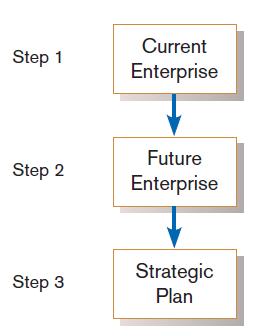 Step 1
Current
Enterprise
Step 2
Future
Enterprise
Step 3
Strategic
Plan